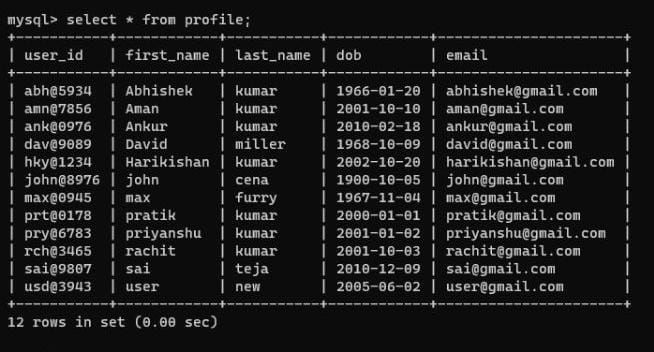 mysql> select * from profile;
+-----------+------------+-----------+------------+----------------------+
| user_id   | first_name | last_name | dob        | email                |
+-----------+------------+-----------+------------+----------------------+
| abh@5934  | Abhishek   | kumar     | 1966-01-20 | abhishek@gmail.com   |
| amn@7856  | Aman       | kumar     | 2001-10-10 | aman@gmail.com       |
| ank@0976  | Ankur      | kumar     | 2010-02-18 | ankur@gmail.com      |
| dav@9089  | David      | miller    | 1968-10-09 | david@gmail.com      |
| hky@1234  | Harikishan | kumar     | 2002-10-20 | harikishan@gmail.com |
| john@8976 | john       | cena      | 1900-10-05 | john@gmail.com       |
| max@0945  | max        | furry     | 1967-11-04 | max@gmail.com        |
| prt@0178  | pratik     | kumar     | 2000-01-01 | pratik@gmail.com     |
| pry@6783  | priyanshu  | kumar     | 2001-01-02 | priyanshu@gmail.com  |
| rch@3465  | rachit     | kumar     | 2001-10-03 | rachit@gmail.com     |
| sai@9807  | sai        | teja      | 2010-12-09 | sai@gmail.com        |
| usd@3943  | user       | new       | 2005-06-02 | user@gmail.com       |
+-----------+------------+-----------+------------+----------------------+
12 rows in set (0.00 sec)